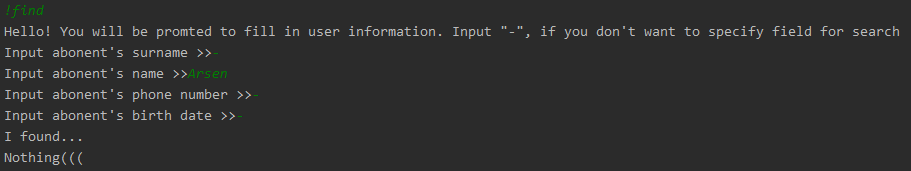 !find
Hello! You will be promted to fill in user information. Input "-", if you don't want to specify field for search
Input abonent's surname >>-
Input abonent's name >>Arsen
Input abonent's phone number >>-
Input abonent's birth date >>-
I found...
Nothing(((